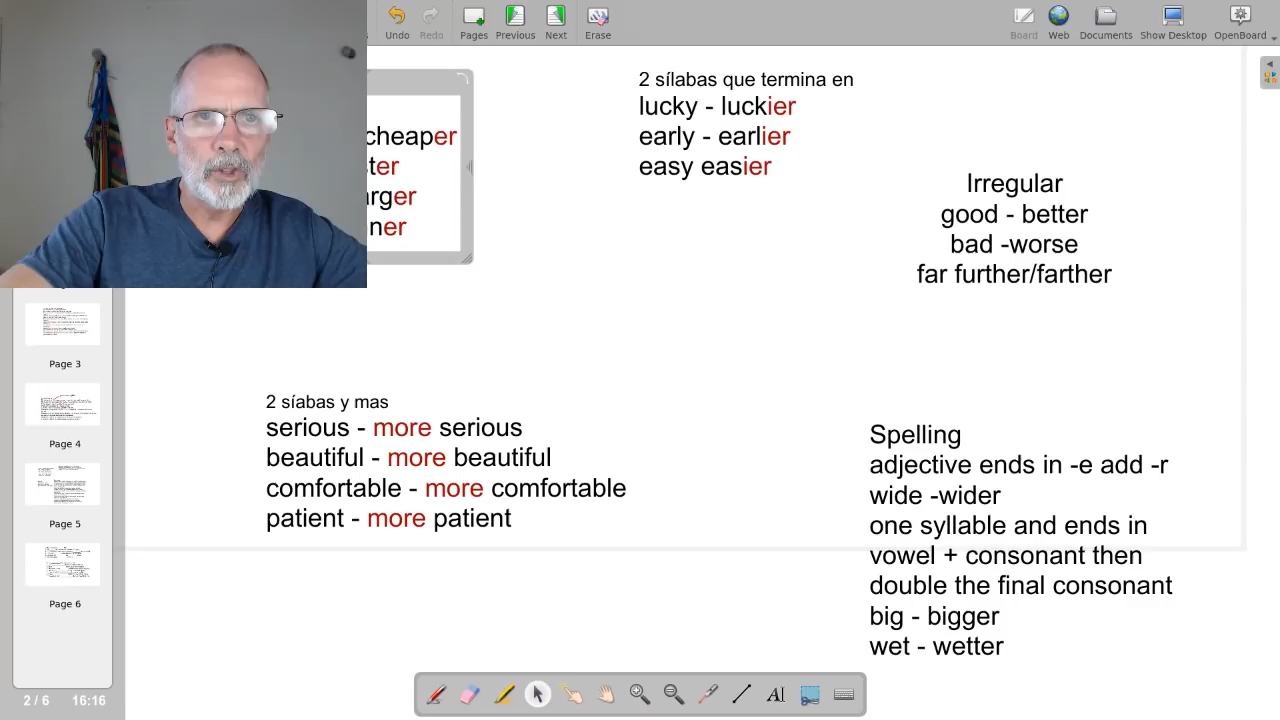 Undo
Redo
Pages
Previous
Next
Erase
Board
Web
Documents
Show Desktop
OpenBoard
cheaper
ster
arger
ner
2 sílabas que termina en
lucky - luckier
early - earlier
easy easier
Irregular
good - better
bad -worse
far further/farther
2 síabas y mas
serious - more serious
beautiful - more beautiful
comfortable - more comfortable
patient - more patient
Spelling
adjective ends in -e add -r
wide -wider
one syllable and ends in
vowel + consonant then
double the final consonant
big - bigger
wet - wetter
Page 3
Page 4
Page 5
Page 6
2 / 6
16:16